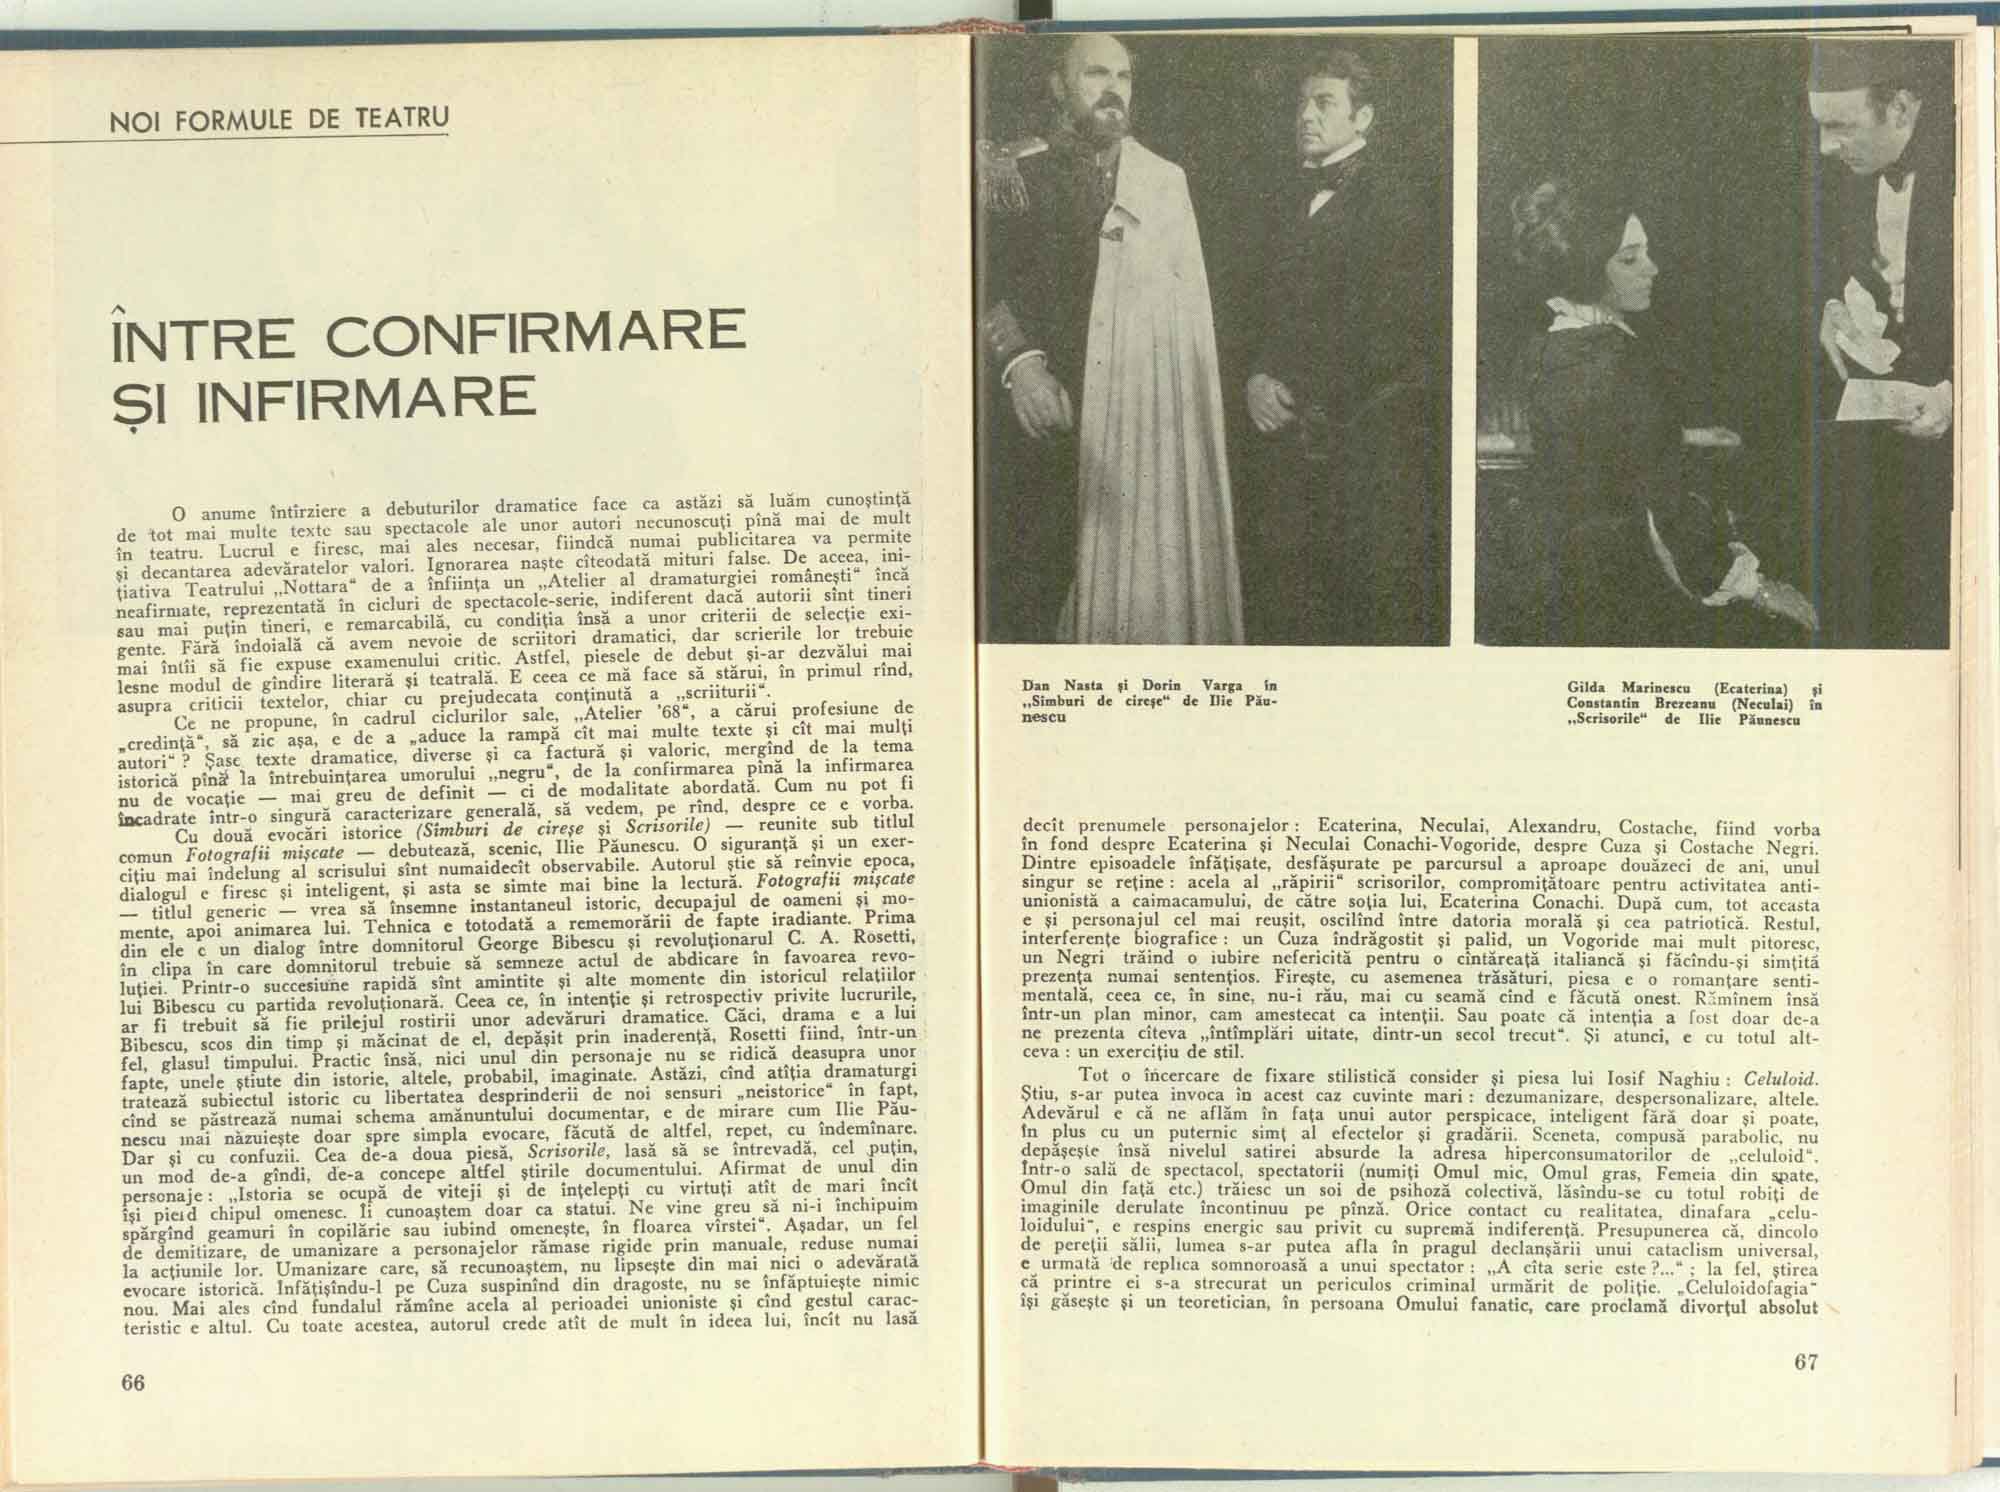 NOI FORMULE DE TEATRU
ÎNTRE CONFIRMARE
ȘI INFIRMARE
O anume întîrziere a debuturilor dramatice face ca astăzi să luăm cunoștință
de tot mai multe texte sau spectacole ale unor autori necunoscuți pînă mai de mult
în teatru. Lucrul e firesc, mai ales necesar, fiindcă numai publicitarea va permite
și decantarea adevăratelor valori. Ignorarea naște cîteodată mituri false. De aceea, ini-
țiativa Teatrului „Nottara“ de a înființa un „Atelier al dramaturgiei românești“ încă
neafirmate, reprezentată în cicluri de spectacole-serie, indiferent dacă autorii sînt tineri
sau mai puțin tineri, e remarcabilă, cu condiția însă a unor criterii de selecție exi-
gente. Fără îndoială că avem nevoie de scriitori dramatici, dar scrierile lor trebuie
mai întîi să fie expuse examenului critic. Astfel, piesele de debut și-ar dezvălui mai
lesne modul de gîndire literară și teatrală. E ceea ce mă face să stărui, în primul rînd,
asupra criticii textelor, chiar cu prejudecata conținută a „scriiturii“.
Ce ne propune, în cadrul ciclurilor sale, „Atelier '68“, a cărui profesiune de
„credință“, să zic așa, e de a „aduce la rampă cît mai multe texte și cît mai mulți
autori“ ? Șase texte dramatice, diverse și ca factură și valoric, mergînd de la tema
istorică pînă la întrebuințarea umorului „negru“, de la confirmarea pînă la infirmarea
nu de vocație — mai greu de definit — ci de modalitate abordată. Cum nu pot fi
încadrate într-o singură caracterizare generală, să vedem, pe rînd, despre ce e vorba.
Cu două evocări istorice (Simburi de cireșe și Scrisorile) — reunite sub titlul
comun Fotografii mișcate — debutează, scenic, Ilie Păunescu. O siguranță și un exer-
cițiu mai îndelung al scrisului sînt numaidecît observabile. Autorul știe să reînvie epoca,
dialogul e firesc și inteligent, și asta se simte mai bine la lectură. Fotografii mișcate
— titlul generic — vrea să însemne instantaneul istoric, decupajul de oameni și mo-
mente, apoi animarea lui. Tehnica e totodată a rememorării de fapte iradiante. Prima
din ele e un dialog între domnitorul George Bibescu și revoluționarul C. A. Rosetti,
în clipa în care domnitorul trebuie să semneze actul de abdicare în favoarea revo-
luției. Printr-o succesiune rapidă sînt amintite și alte momente din istoricul relațiilor
lui Bibescu cu partida revoluționară. Ceea ce, în intenție și retrospectiv privite lucrurile,
ar fi trebuit să fie prilejul rostirii unor adevăruri dramatice. Căci, drama e a lui
Bibescu, scos din timp și măcinat de el, depășit prin inaderență, Rosetti fiind, într-un
fel, glasul timpului. Practic însă, nici unul din personaje nu se ridică deasupra unor
fapte, unele știute din istorie, altele, probabil, imaginate. Astăzi, cînd atîția dramaturgi
tratează subiectul istoric cu libertatea desprinderii de noi sensuri „neistorice“ în fapt,
cînd se păstrează numai schema amănuntului documentar, e de mirare cum Ilie Pău-
nescu mai năzuiește doar spre simpla evocare, făcută de altfel, repet, cu îndemînare.
Dar și cu confuzii. Cea de-a doua piesă, Scrisorile, lasă să se întrevadă, cel puțin,
un mod de-a gîndi, de-a concepe altfel știrile documentului. Afirmat de unul din
personaje : „Istoria se ocupă de viteji și de înțelepți cu virtuți atît de mari încît
își pierd chipul omenesc. Îi cunoaștem doar ca statui. Ne vine greu să ni-i închipuim
spărgînd geamuri în copilărie sau iubind omenește, în floarea vîrstei“. Așadar, un fel
de demitizare, de umanizare a personajelor rămase rigide prin manuale, reduse numai
la acțiunile lor. Umanizare care, să recunoaștem, nu lipsește din mai nici o adevărată
evocare istorică. Înfățișîndu-l pe Cuza suspinînd din dragoste, nu se înfăptuiește nimic
nou. Mai ales cînd fundalul rămîne acela al perioadei unioniste și cînd gestul carac-
teristic e altul. Cu toate acestea, autorul crede atît de mult în ideea lui, încît nu lasă
66
Dan Nasta și Dorin Varga în
„Simburi de cireșe“ de Ilie Pău-
nescu
Gilda Marinescu (Ecaterina) și
Constantin Brezeanu (Neculai) în
„Scrisorile“ de Ilie Păunescu
decît prenumele personajelor : Ecaterina, Neculai, Alexandru, Costache, fiind vorba
în fond despre Ecaterina și Neculai Conachi-Vogoride, despre Cuza și Costache Negri.
Dintre episoadele înfățișate, desfășurate pe parcursul a aproape douăzeci de ani, unul
singur se reține : acela al „răpirii“ scrisorilor, compromițătoare pentru activitatea anti-
unionistă a caimacamului, de către soția lui, Ecaterina Conachi. După cum, tot aceasta
e și personajul cel mai reușit, oscilînd între datoria morală și cea patriotică. Restul,
interferențe biografice : un Cuza îndrăgostit și palid, un Vogoride mai mult pitoresc,
un Negri trăind o iubire nefericită pentru o cîntăreață italiancă și făcîndu-și simțită
prezența numai sentențios. Firește, cu asemenea trăsături, piesa e o romanțare senti-
mentală, ceea ce, în sine, nu-i rău, mai cu seamă cînd e făcută onest. Rămînem însă
într-un plan minor, cam amestecat ca intenții. Sau poate că intenția a fost doar de-a
ne prezenta cîteva „întîmplări uitate, dintr-un secol trecut“. Și atunci, e cu totul alt-
ceva : un exercițiu de stil.
Tot o încercare de fixare stilistică consider și piesa lui Iosif Naghiu : Celuloid.
Știu, s-ar putea invoca în acest caz cuvinte mari : dezumanizare, despersonalizare, altele.
Adevărul e că ne aflăm în fața unui autor perspicace, inteligent fără doar și poate,
în plus cu un puternic simț al efectelor și gradării. Sceneta, compusă parabolic, nu
depășește însă nivelul satirei absurde la adresa hiperconsumatorilor de „celuloid“.
Într-o sală de spectacol, spectatorii (numiți Omul mic, Omul gras, Femeia din spate,
Omul din față etc.) trăiesc un soi de psihoză colectivă, lăsîndu-se cu totul robiți de
imaginile derulate încontinuu pe pînză. Orice contact cu realitatea, dinafara „celu-
loidului“, e respins energic sau privit cu supremă indiferență. Presupunerea că, dincolo
de pereții sălii, lumea s-ar putea afla în pragul declanșării unui cataclism universal,
e urmată de replica somnoroasă a unui spectator : „A cîta serie este ?...“ ; la fel, știrea
că printre ei s-a strecurat un periculos criminal urmărit de poliție. „Celuloidofagia“
își găsește și un teoretician, în persoana Omului fanatic, care proclamă divorțul absolut
67